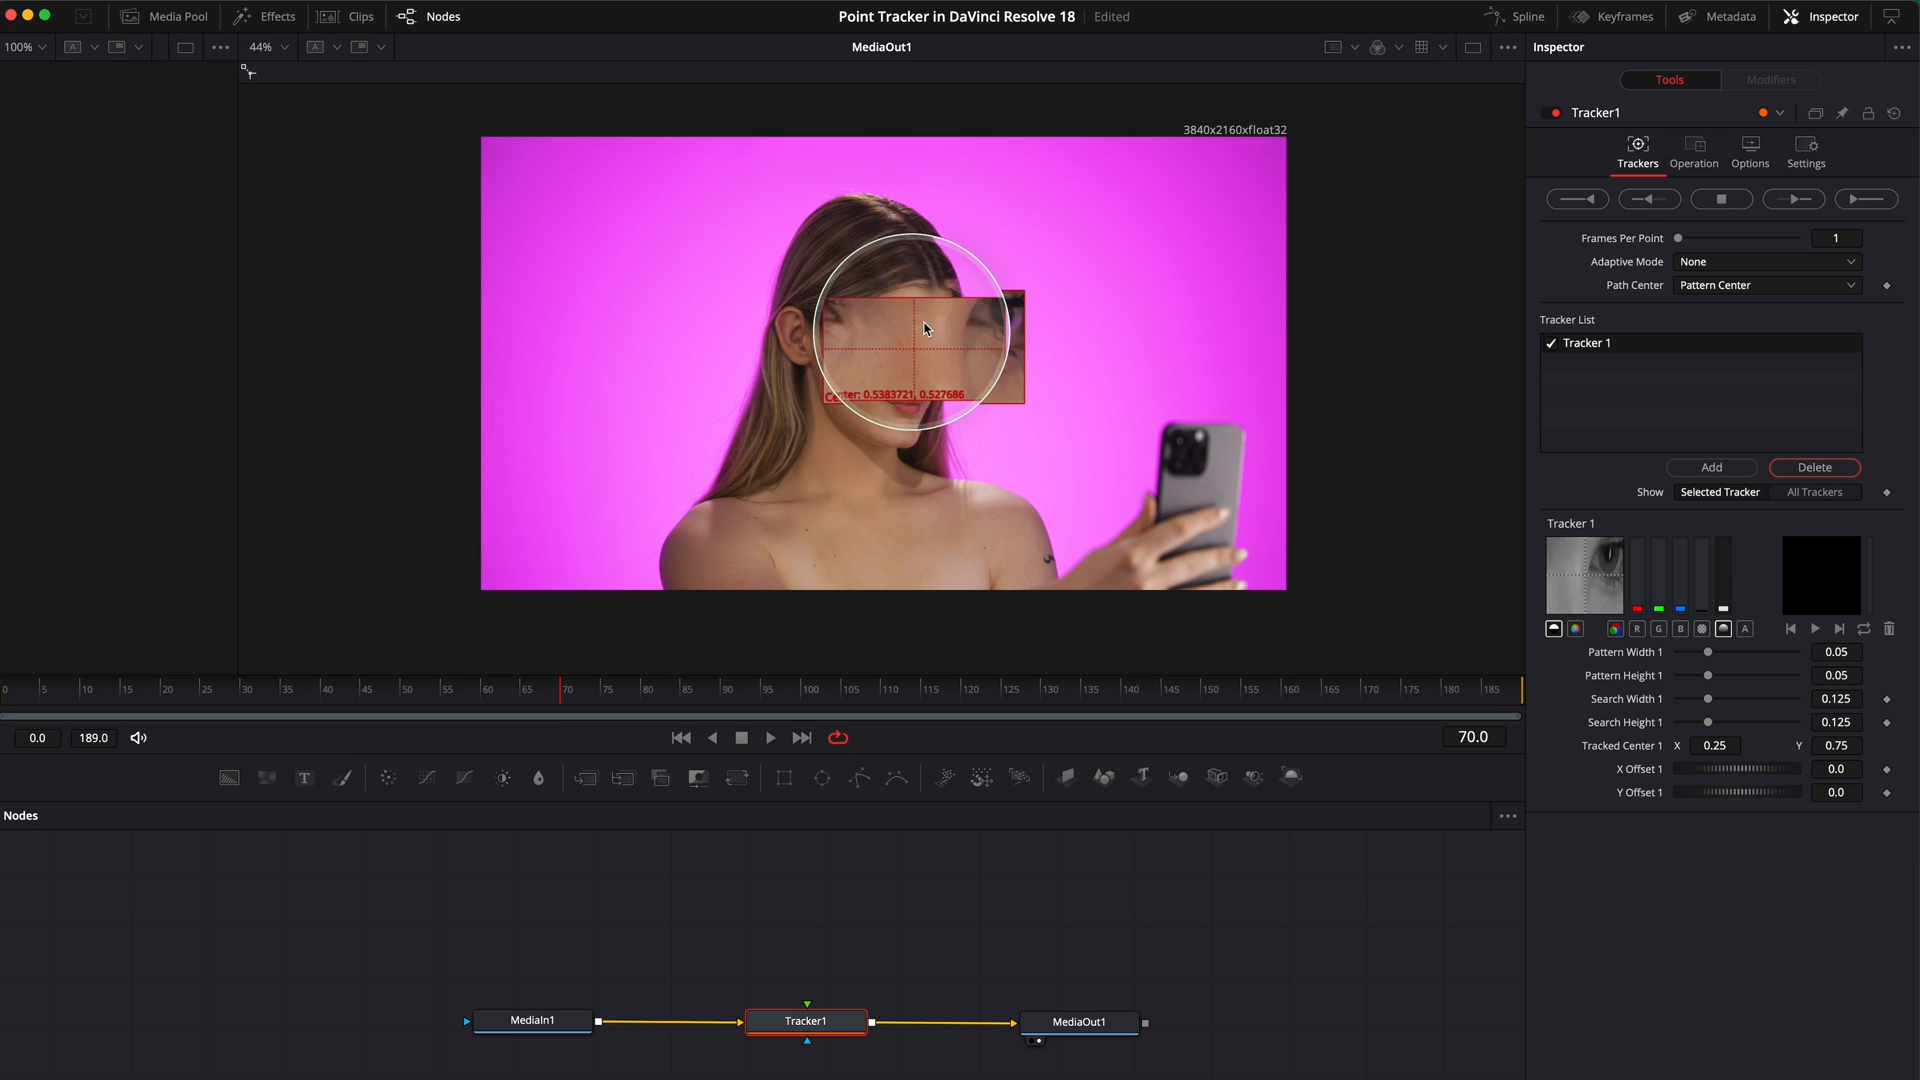 Media Pool
Effects
Clips
Nodes
Point Tracker in DaVinci Resolve 18
Edited
Spline
Keyframes
Metadata
Inspector
100%
A
44%
A
MediaOut1
Inspector
Tools
Modifiers
3840x2160xfloat32
Tracker1
Trackers
Operation
Options
Settings
Frames Per Point
1
Adaptive Mode
None
Path Center
Pattern Center
Tracker List
Tracker 1
Center: 0.5383721, 0.527686
Add
Delete
Show
Selected Tracker
All Trackers
Tracker 1
R
G
B
A
Pattern Width 1
0.05
Pattern Height 1
0.05
Search Width 1
0.125
Search Height 1
0.125
Tracked Center 1
X
0.25
Y
0.75
X Offset 1
0.0
Y Offset 1
0.0
0 5 10 15 20 25 30 35 40 45 50 55 60 65 70 75 80 85 90 95 100 105 110 115 120 125 130 135 140 145 150 155 160 165 170 175 180 185
0.0
189.0
70.0
T
Nodes
MediaIn1
Tracker1
MediaOut1